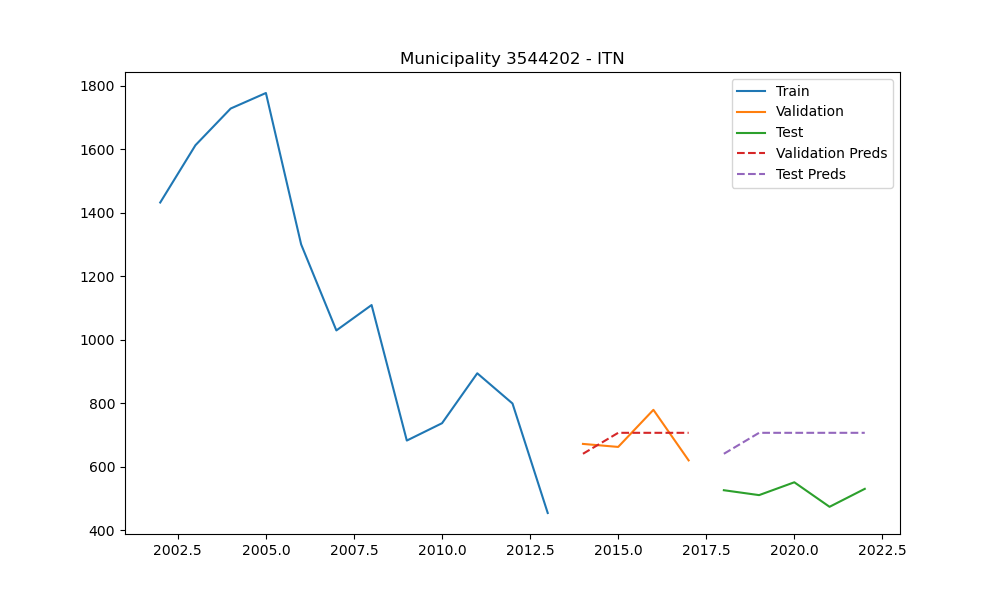 Municipality 3544202 - ITN
Train
Validation
Test
Validation Preds
Test Preds
1800
1600
1400
1200
1000
800
600
400
2002.5 2005.0 2007.5 2010.0 2012.5 2015.0 2017.5 2020.0 2022.5